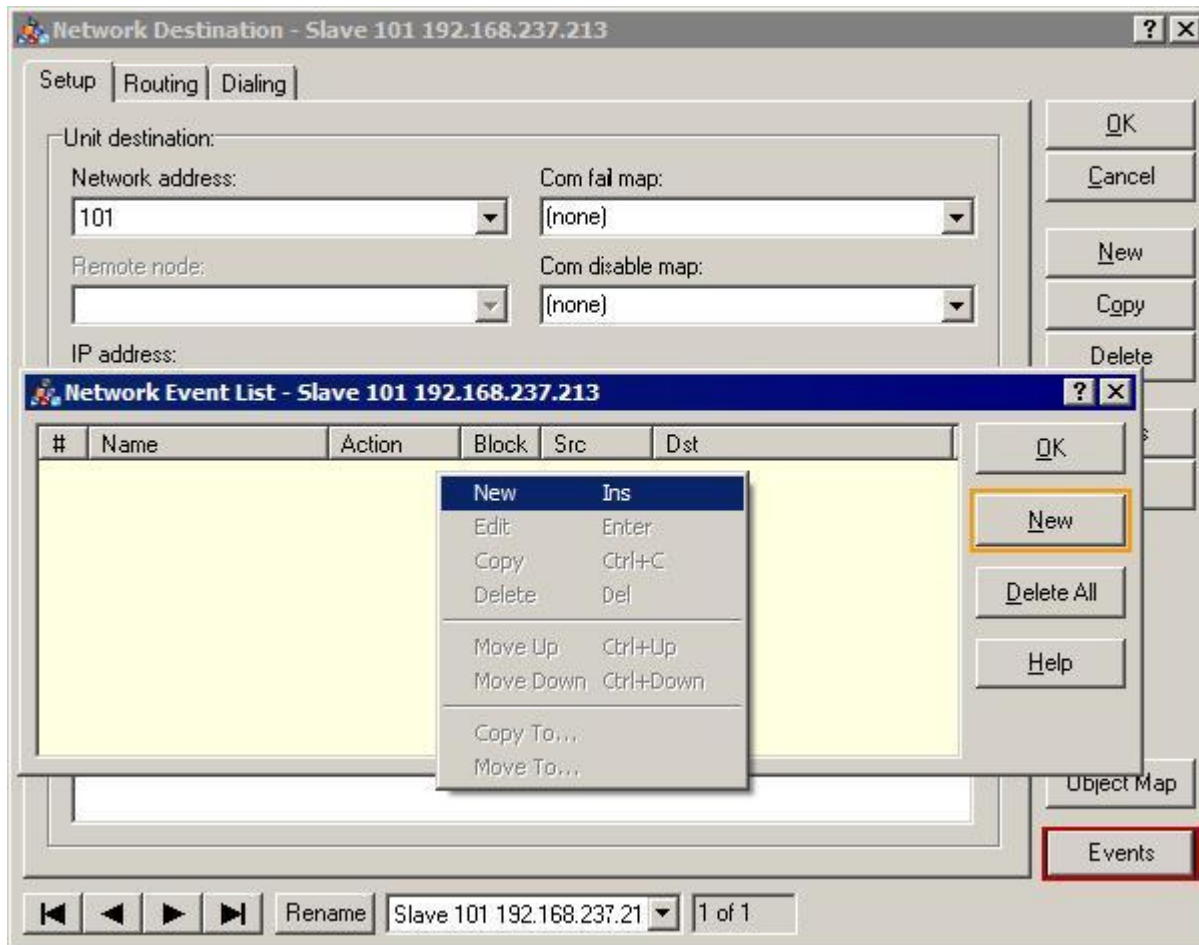 Network Destination - Slave 101 192.168.237.213
Setup Routing Dialing
OK
Unit destination:
Network address: Com fail map:
Cancel
101 (none)
New
Remote node: Com disable map:
(none) Copy
IP address: Delete
Network Event List - Slave 101 192.168.237.213
# Name Action Block Src Dst
OK
New Ins
New
Edit Enter
Copy Ctrl+C
Delete Del
Delete All
Move Up Ctrl+Up
Help
Move Down Ctrl+Down
Copy To...
Move To...
Object Map
Events
Rename Slave 101 192.168.237.21 1 of 1